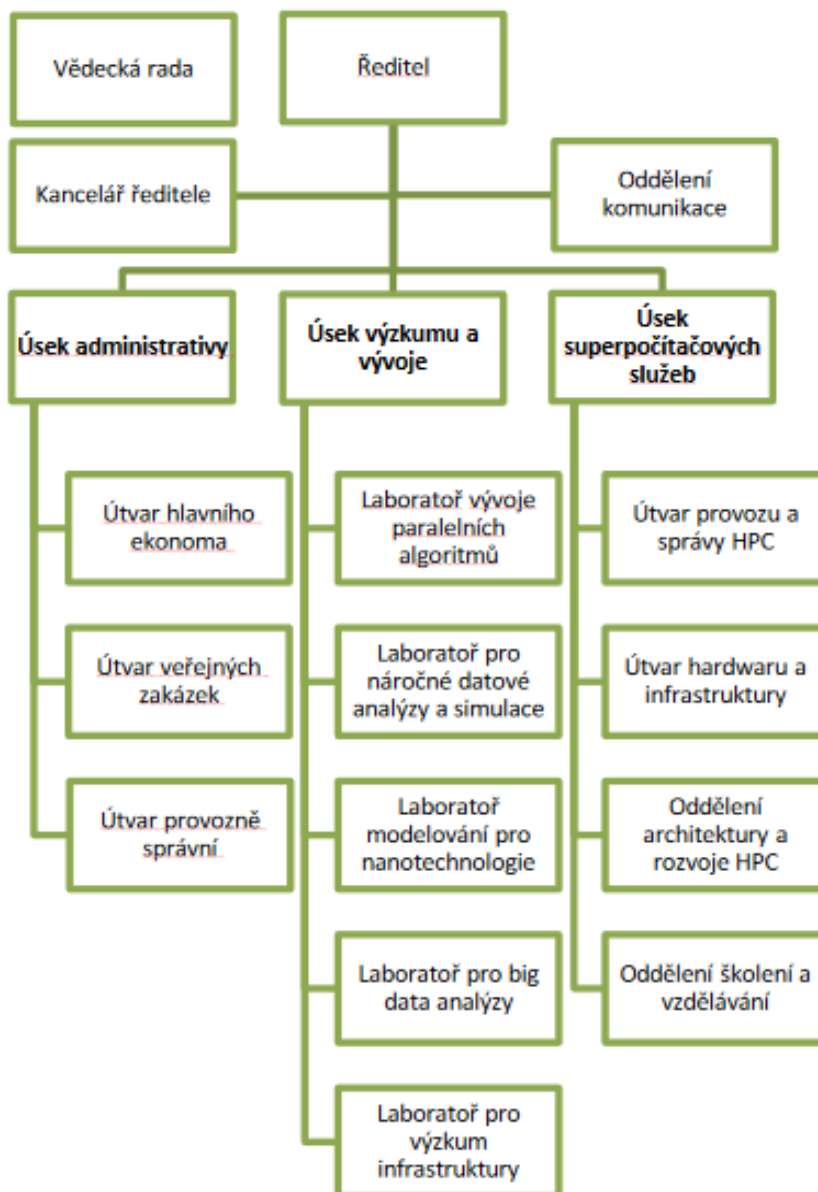 Vědecká rada
Ředitel
Kancelář ředitele
Oddělení
komunikace
Úsek administrativy
Úsek výzkumu a
vývoje
Úsek
superpočítačových
služeb
Útvar hlavního
ekonoma
Laboratoř vývoje
paralelních
algoritmů
Útvar provozu a
správy HPC
Útvar veřejných
zakázek
Laboratoř pro
náročné datové
analýzy a simulace
Útvar hardwaru a
infrastruktury
Útvar provozně
správní
Laboratoř
modelování pro
nanotechnologie
Oddělení
architektury a
rozvoje HPC
Laboratoř pro big
data analýzy
Oddělení školení a
vzdělávání
Laboratoř pro
výzkum
infrastruktury